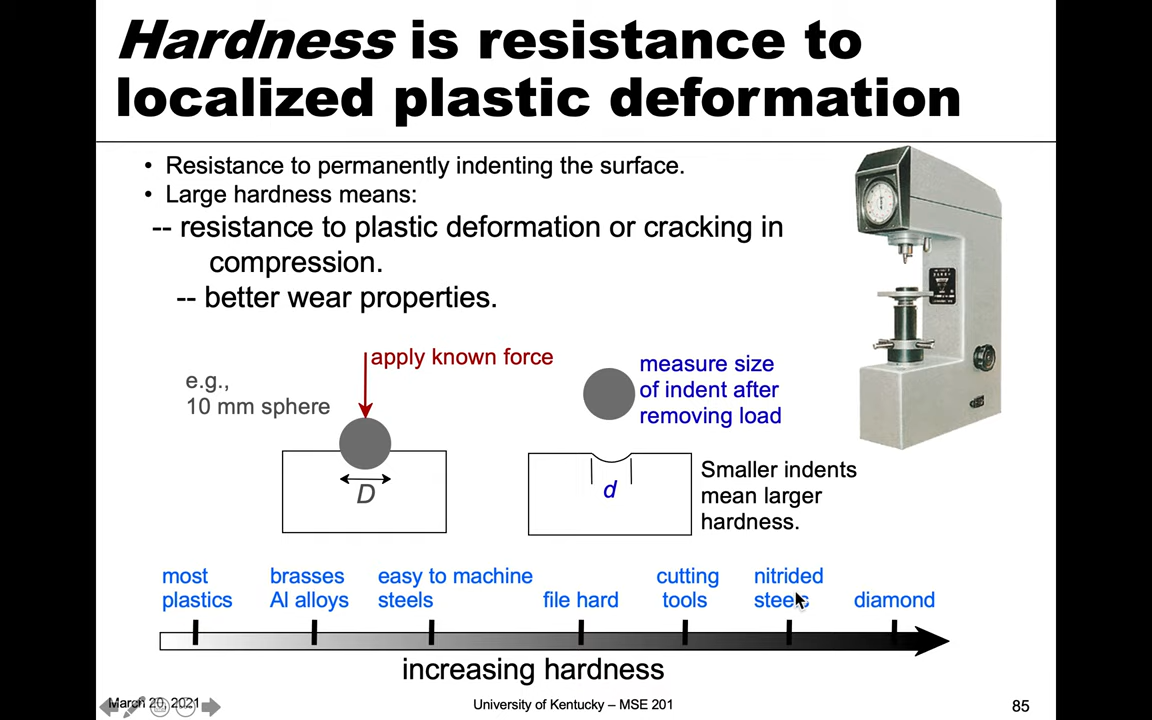 Hardness is resistance to
localized plastic deformation
• Resistance to permanently indenting the surface.
• Large hardness means:
-- resistance to plastic deformation or cracking in
compression.
-- better wear properties.
apply known force
e.g.,
10 mm sphere
D
measure size
of indent after
removing load
d
Smaller indents
mean larger
hardness.
most
plastics
brasses
Al alloys
easy to machine
steels
file hard
cutting
tools
nitrided
steels
diamond
increasing hardness
March 20, 2021
University of Kentucky – MSE 201
85